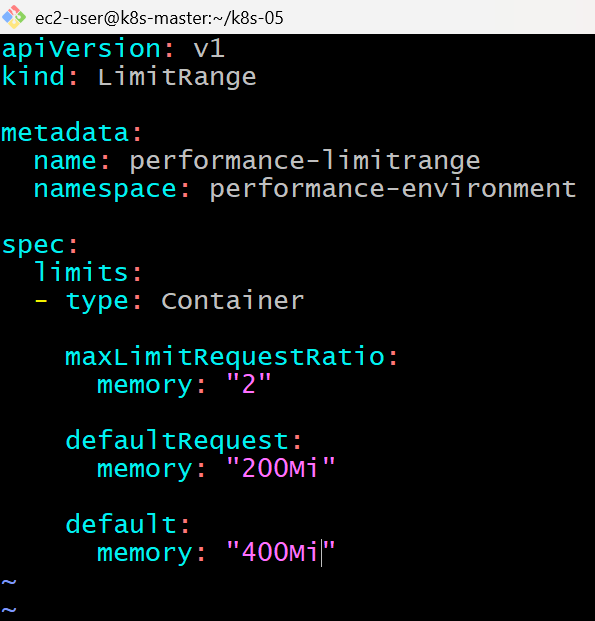 ec2-user@k8s-master:~/k8s-05
apiVersion: v1
kind: LimitRange
metadata:
  name: performance-limitrange
  namespace: performance-environment
spec:
  limits:
  - type: Container
    maxLimitRequestRatio:
      memory: "2"
    defaultRequest:
      memory: "200Mi"
    default:
      memory: "400Mi"
~
~